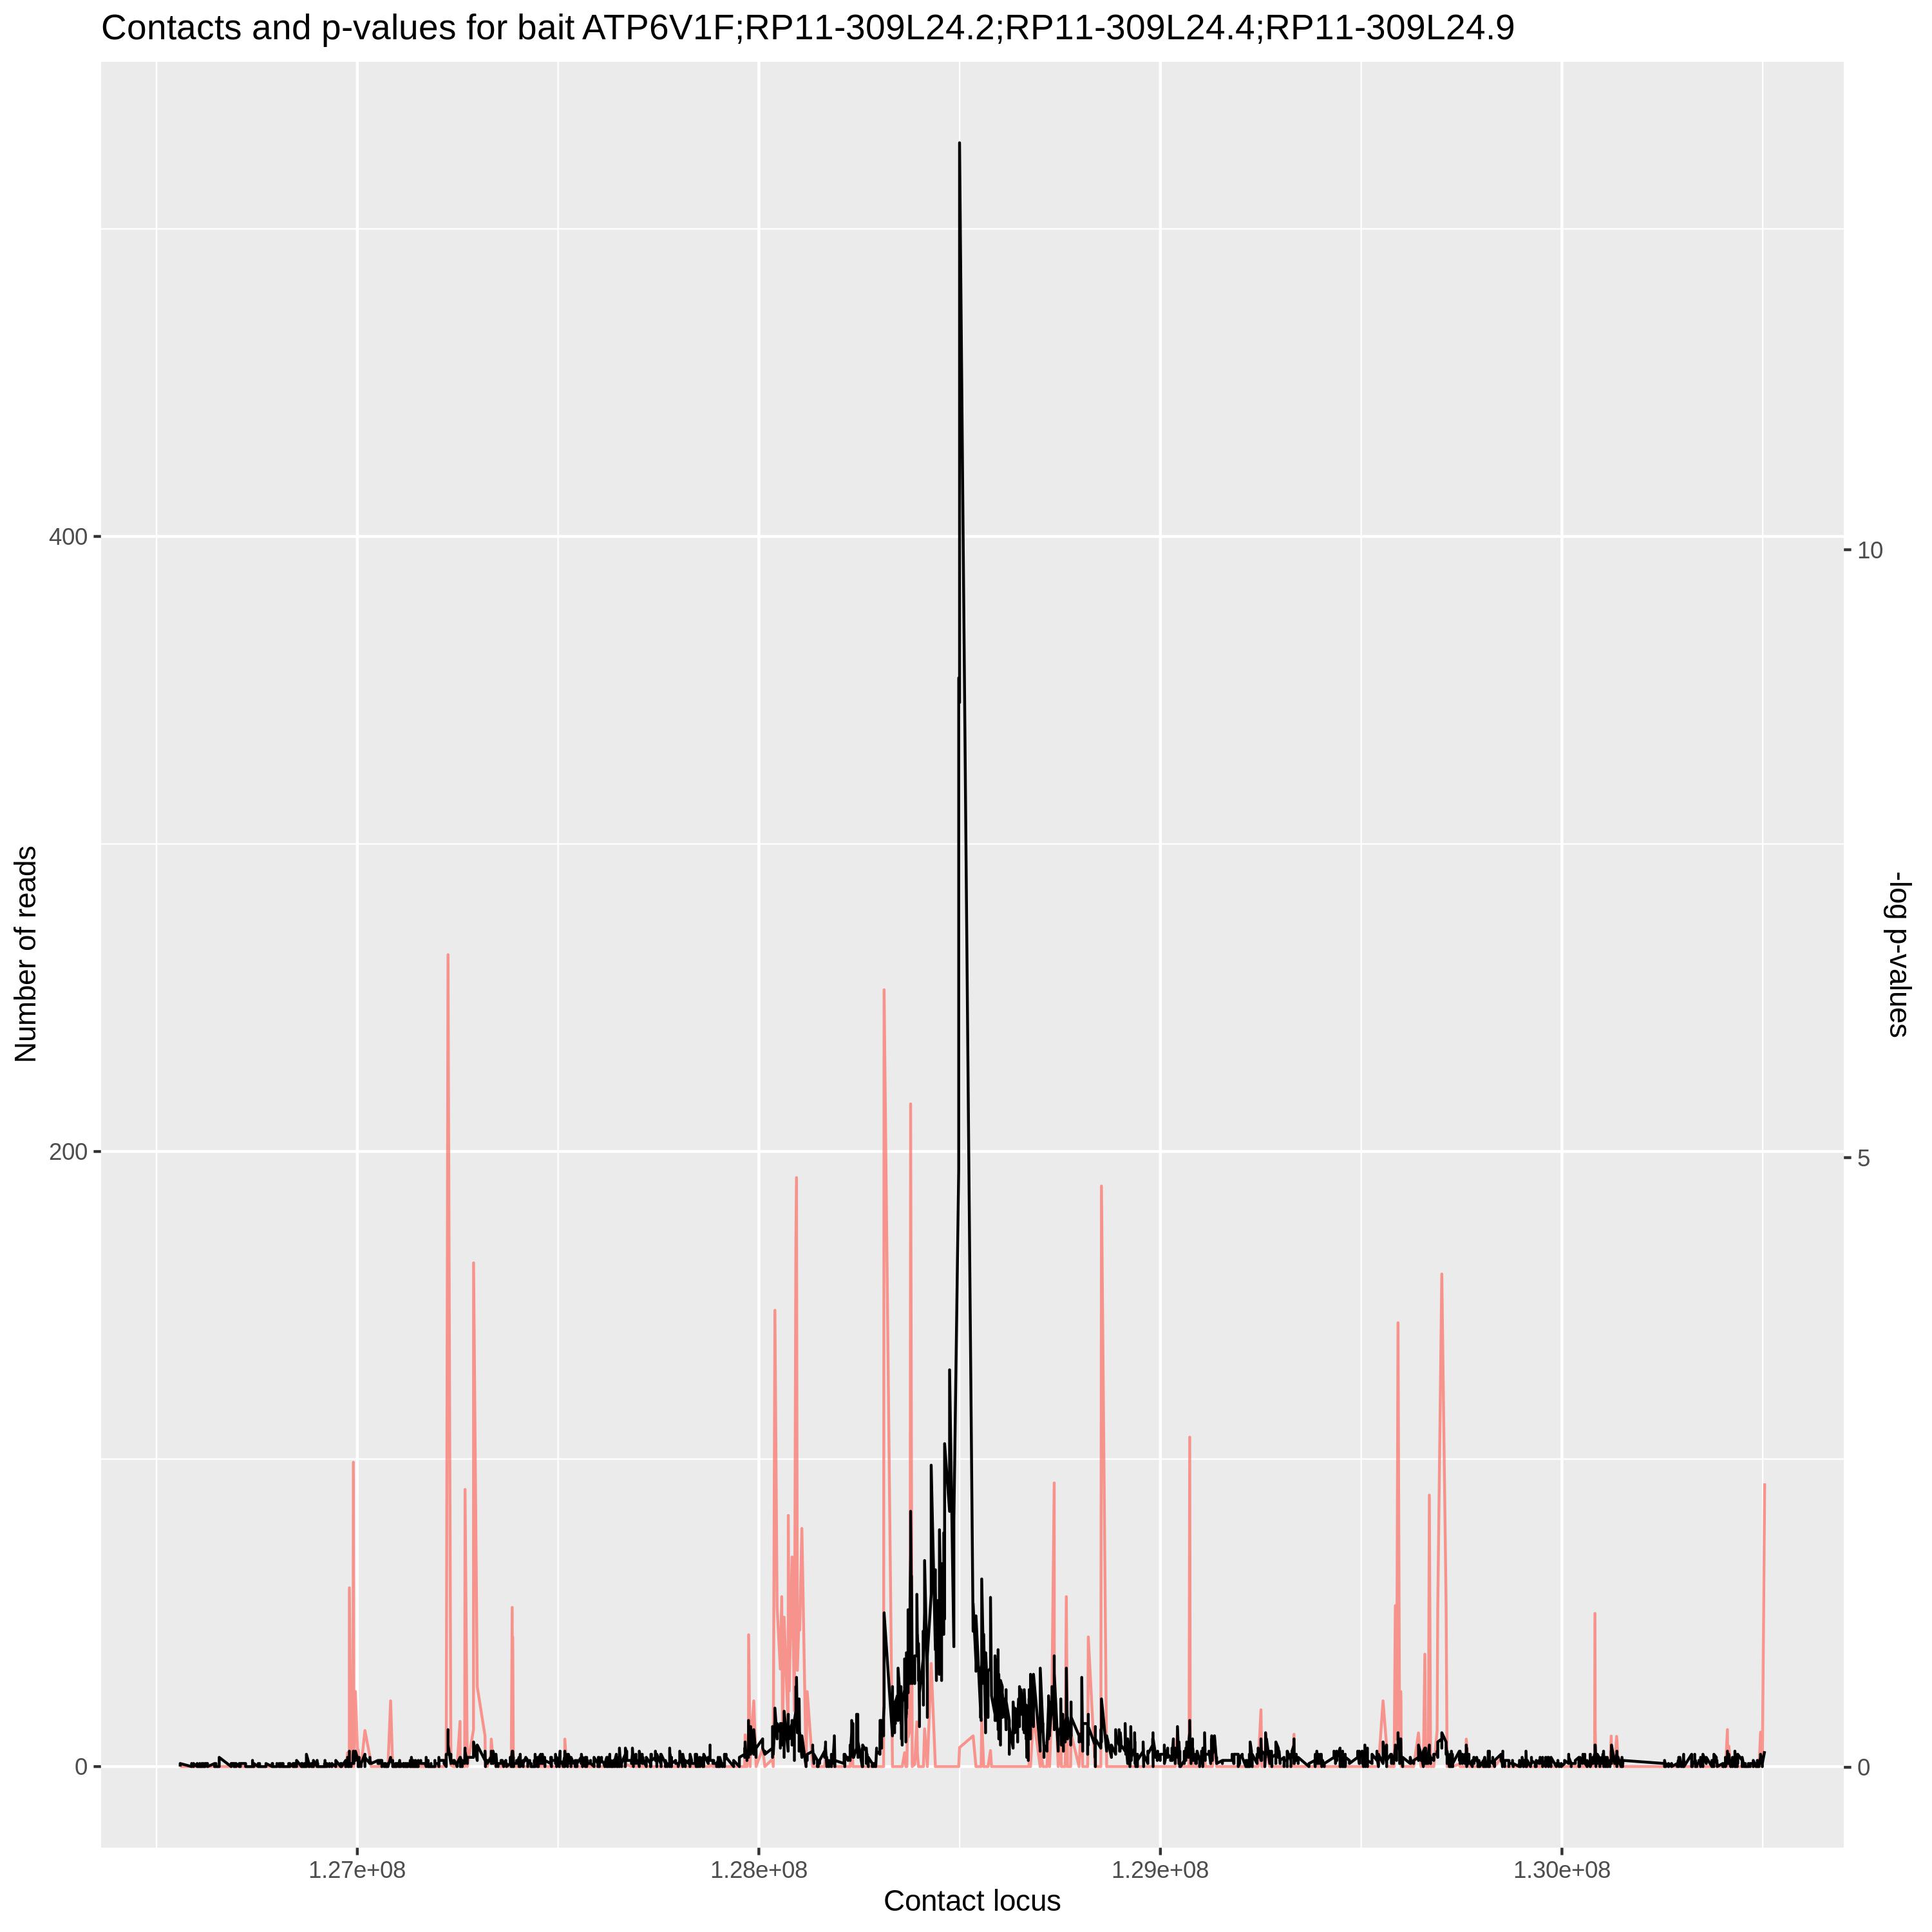 Contacts and p-values for bait ATP6V1F;RP11-309L24.2;RP11-309L24.4;RP11-309L24.9
Number of reads
400
200
0
10
5
0
-log p-values
1.27e+08 1.28e+08 1.29e+08 1.30e+08
Contact locus